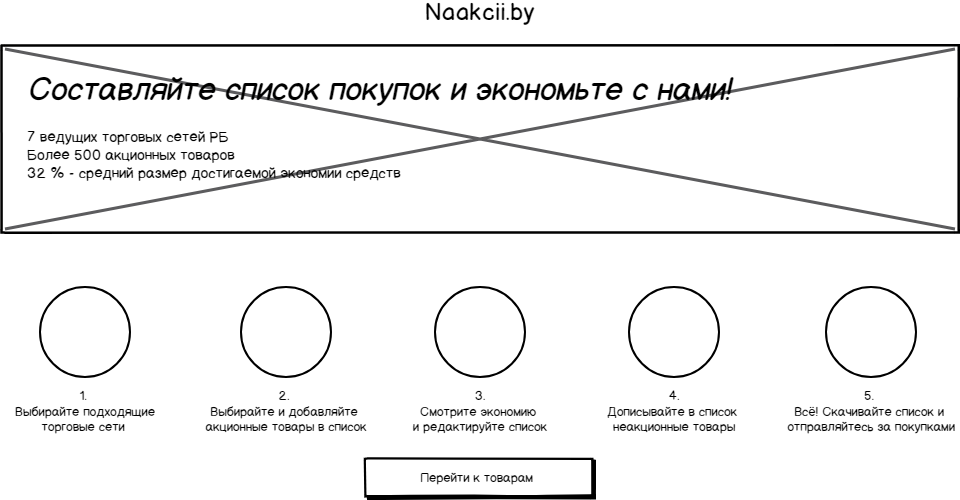 Naakcii.by
Составляйте список покупок и экономьте с нами!
7 ведущих торговых сетей РБ
Более 500 акционных товаров
32 % - средний размер достигаемой экономии средств
1.
Выбирайте подходящие
торговые сети
2.
Выбирайте и добавляйте
акционные товары в список
3.
Смотрите экономию
и редактируйте список
4.
Дописывайте в список
неакционные товары
5.
Всё! Скачивайте список и
отправляйтесь за покупками
Перейти к товарам